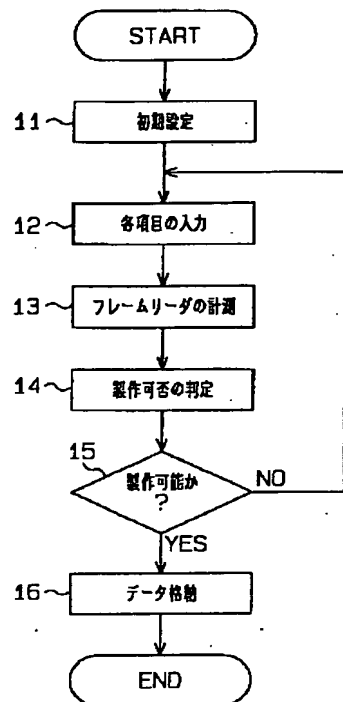 START
11
初期設定
12
各項目の入力
13
フレームリーダの計測
14
製作可否の判定
15
製作可能か
?
NO
YES
16
データ格納
END